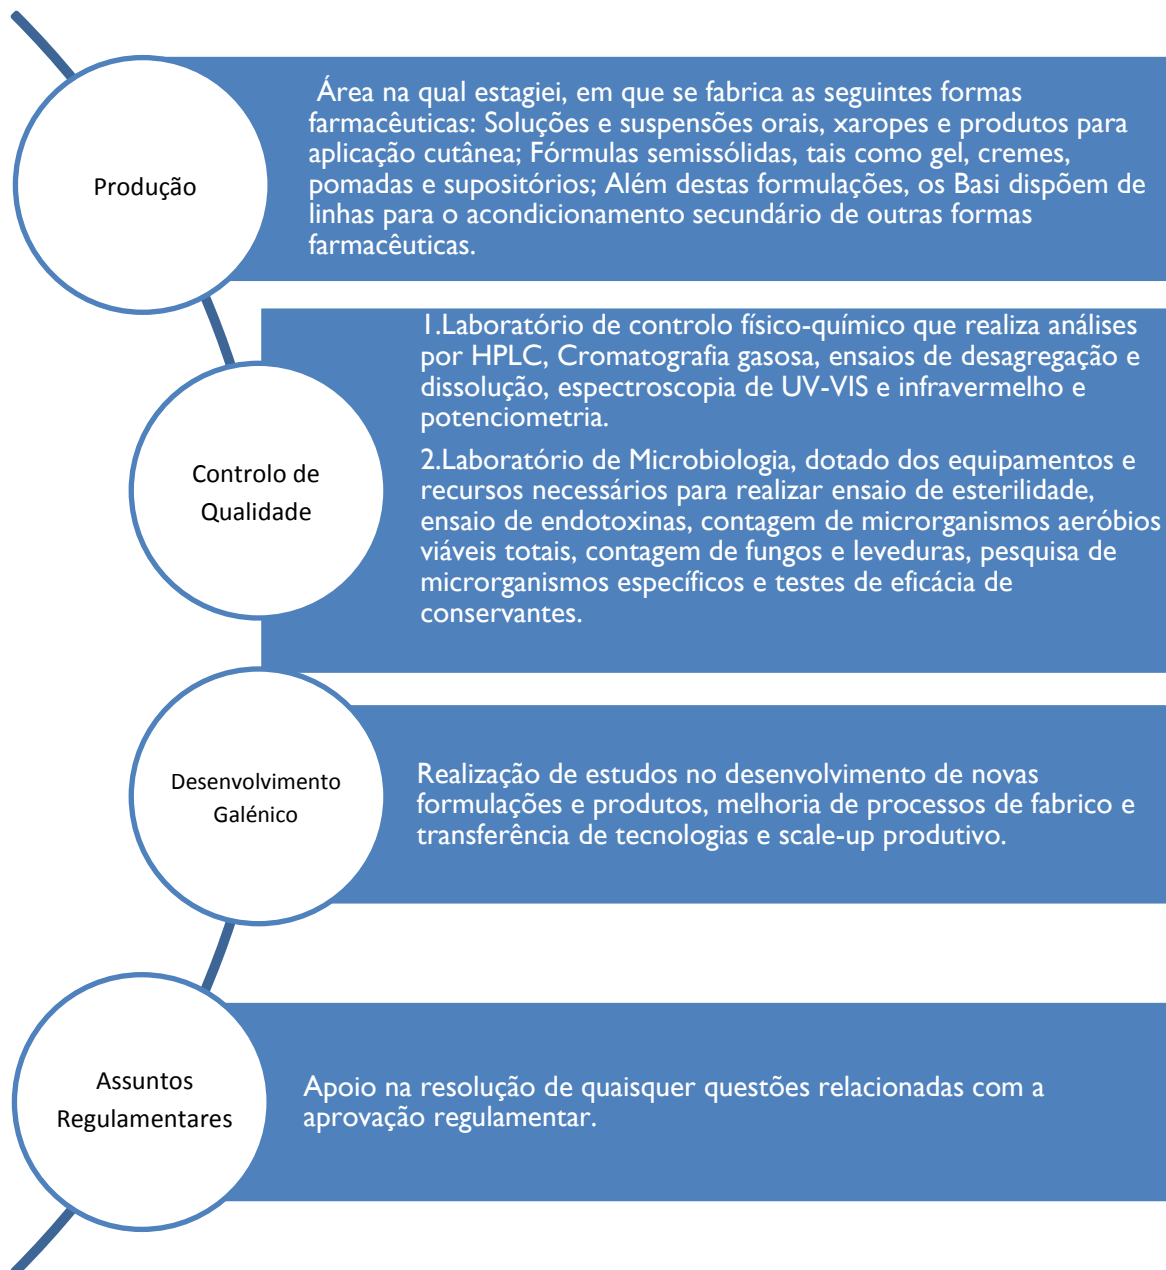 Produção
Área na qual estagiei, em que se fabrica as seguintes formas
farmacêuticas: Soluções e suspensões orais, xaropes e produtos para
aplicação cutânea; Fórmulas semissólidas, tais como gel, cremes,
pomadas e supositórios; Além destas formulações, os Basi dispõem de
linhas para o acondicionamento secundário de outras formas
farmacêuticas.
Controlo de
Qualidade
1.Laboratório de controlo físico-químico que realiza análises
por HPLC, Cromatografia gasosa, ensaios de desagregação e
dissolução, espectroscopia de UV-VIS e infravermelho e
potenciometria.
2.Laboratório de Microbiologia, dotado dos equipamentos e
recursos necessários para realizar ensaio de esterilidade,
ensaio de endotoxinas, contagem de microrganismos aeróbios
viáveis totais, contagem de fungos e leveduras, pesquisa de
microrganismos específicos e testes de eficácia de
conservantes.
Desenvolvimento
Galénico
Realização de estudos no desenvolvimento de novas
formulações e produtos, melhoria de processos de fabrico e
transferência de tecnologias e scale-up produtivo.
Assuntos
Regulamentares
Apoio na resolução de quaisquer questões relacionadas com a
aprovação regulamentar.